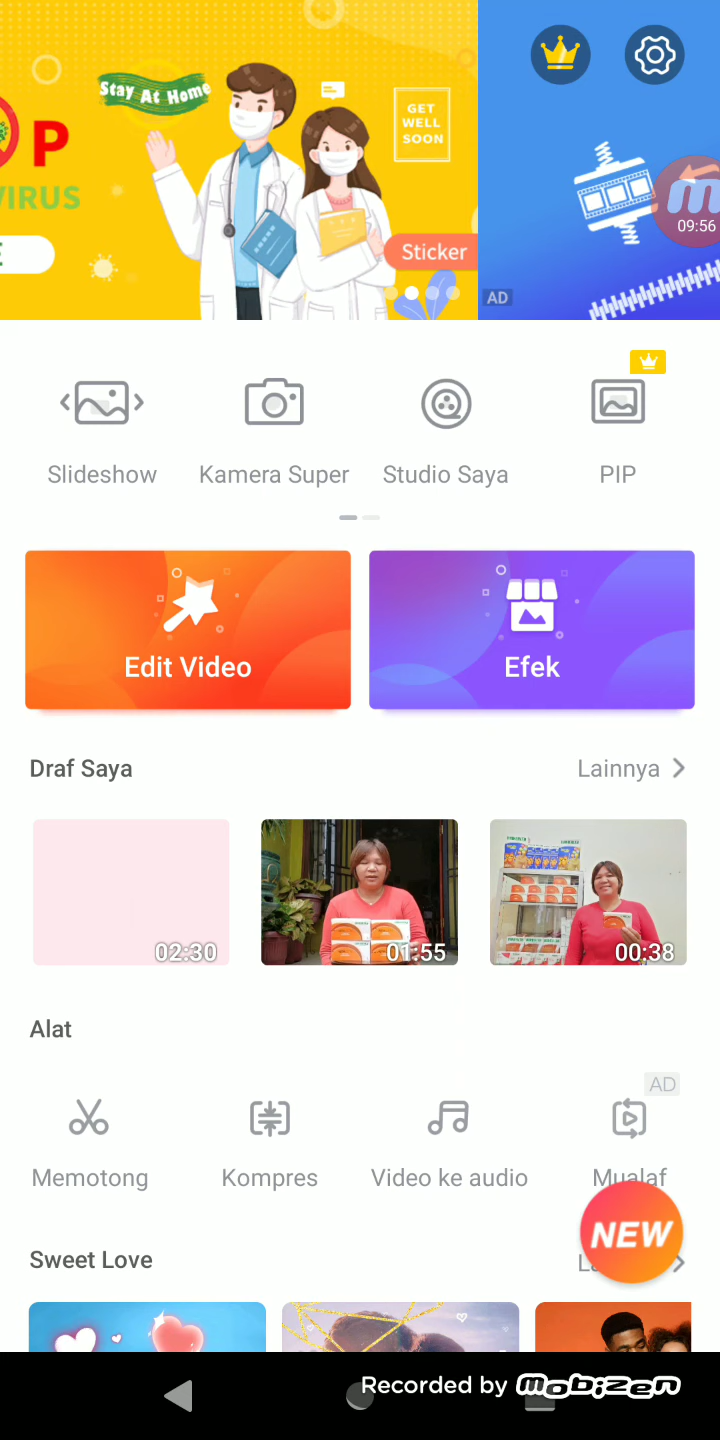 Stay At Home
GET
WELL
SOON
P
VIRUS
E
Sticker
AD
09:56
Slideshow
Kamera Super
Studio Saya
PIP
Edit Video
Efek
Draf Saya
Lainnya
02:30
01:55
00:38
Alat
AD
Memotong
Kompres
Video ke audio
Mualaf
NEW
Sweet Love
Recorded by mobizen